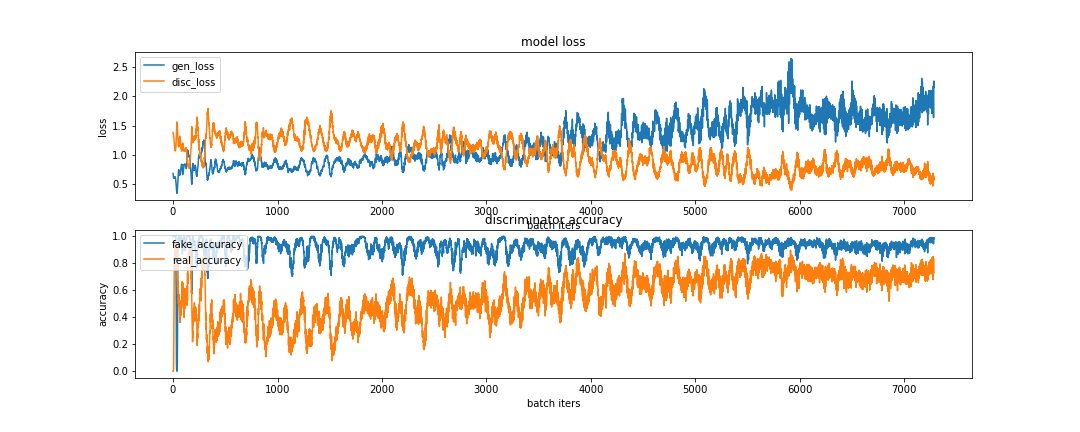 model loss
gen_loss
disc_loss
loss
2.5
2.0
1.5
1.0
0.5
0 1000 2000 3000 4000 5000 6000 7000
batch iters
discriminator accuracy
fake_accuracy
real_accuracy
accuracy
1.0
0.8
0.6
0.4
0.2
0.0
0 1000 2000 3000 4000 5000 6000 7000
batch iters